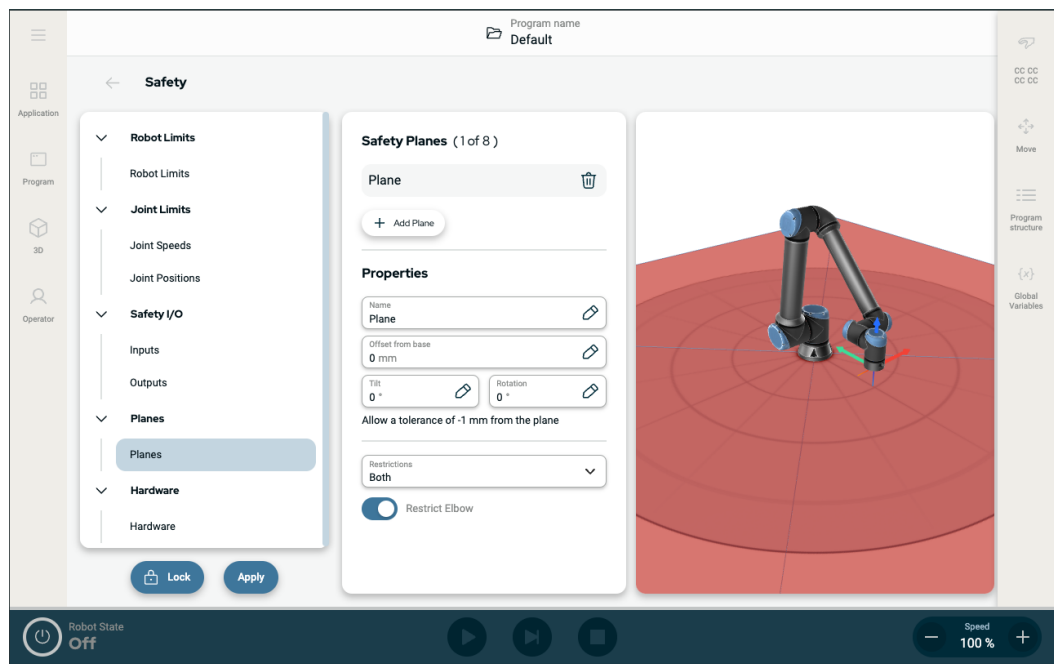 Program name
Default
Safety
Application
Program
3D
Operator
Robot Limits
Robot Limits
Joint Limits
Joint Speeds
Joint Positions
Safety I/O
Inputs
Outputs
Planes
Planes
Hardware
Hardware
Lock
Apply
Safety Planes (1 of 8)
Plane
+ Add Plane
Properties
Name
Plane
Offset from base
0 mm
Tilt
0 °
Rotation
0 °
Allow a tolerance of -1 mm from the plane
Restrictions
Both
Restrict Elbow
CC CC
CC CC
Move
Program
structure
{x}
Global
Variables
Robot State
Off
Speed
100 %